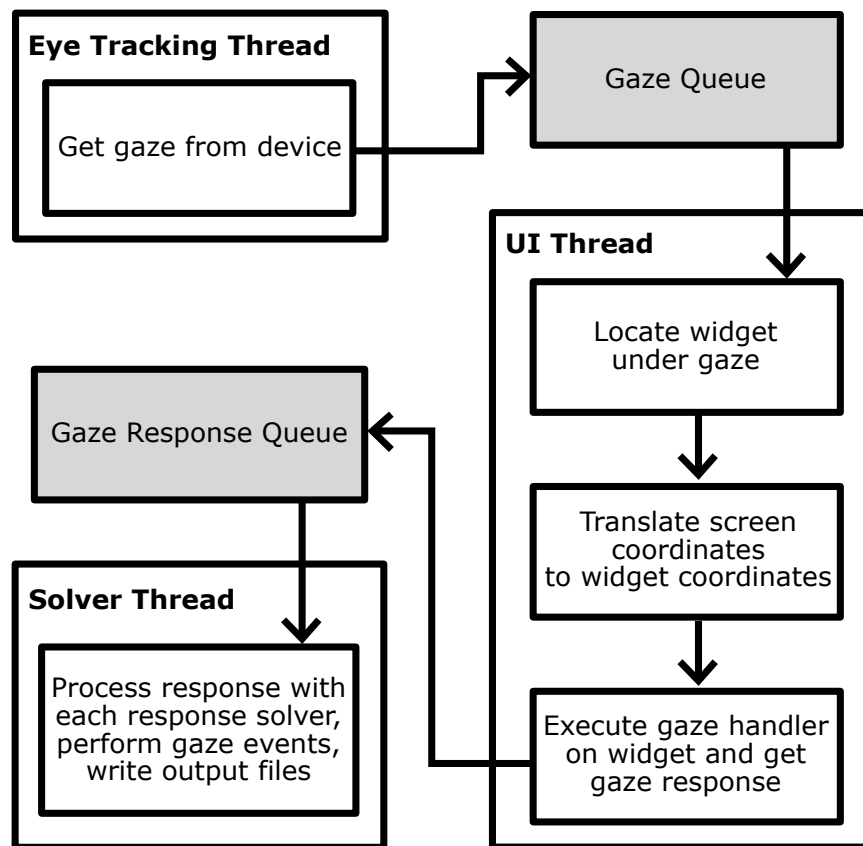 Eye Tracking Thread
Get gaze from device
Gaze Queue
UI Thread
Locate widget
under gaze
Translate screen
coordinates
to widget coordinates
Execute gaze handler
on widget and get
gaze response
Gaze Response Queue
Solver Thread
Process response with
each response solver,
perform gaze events,
write output files